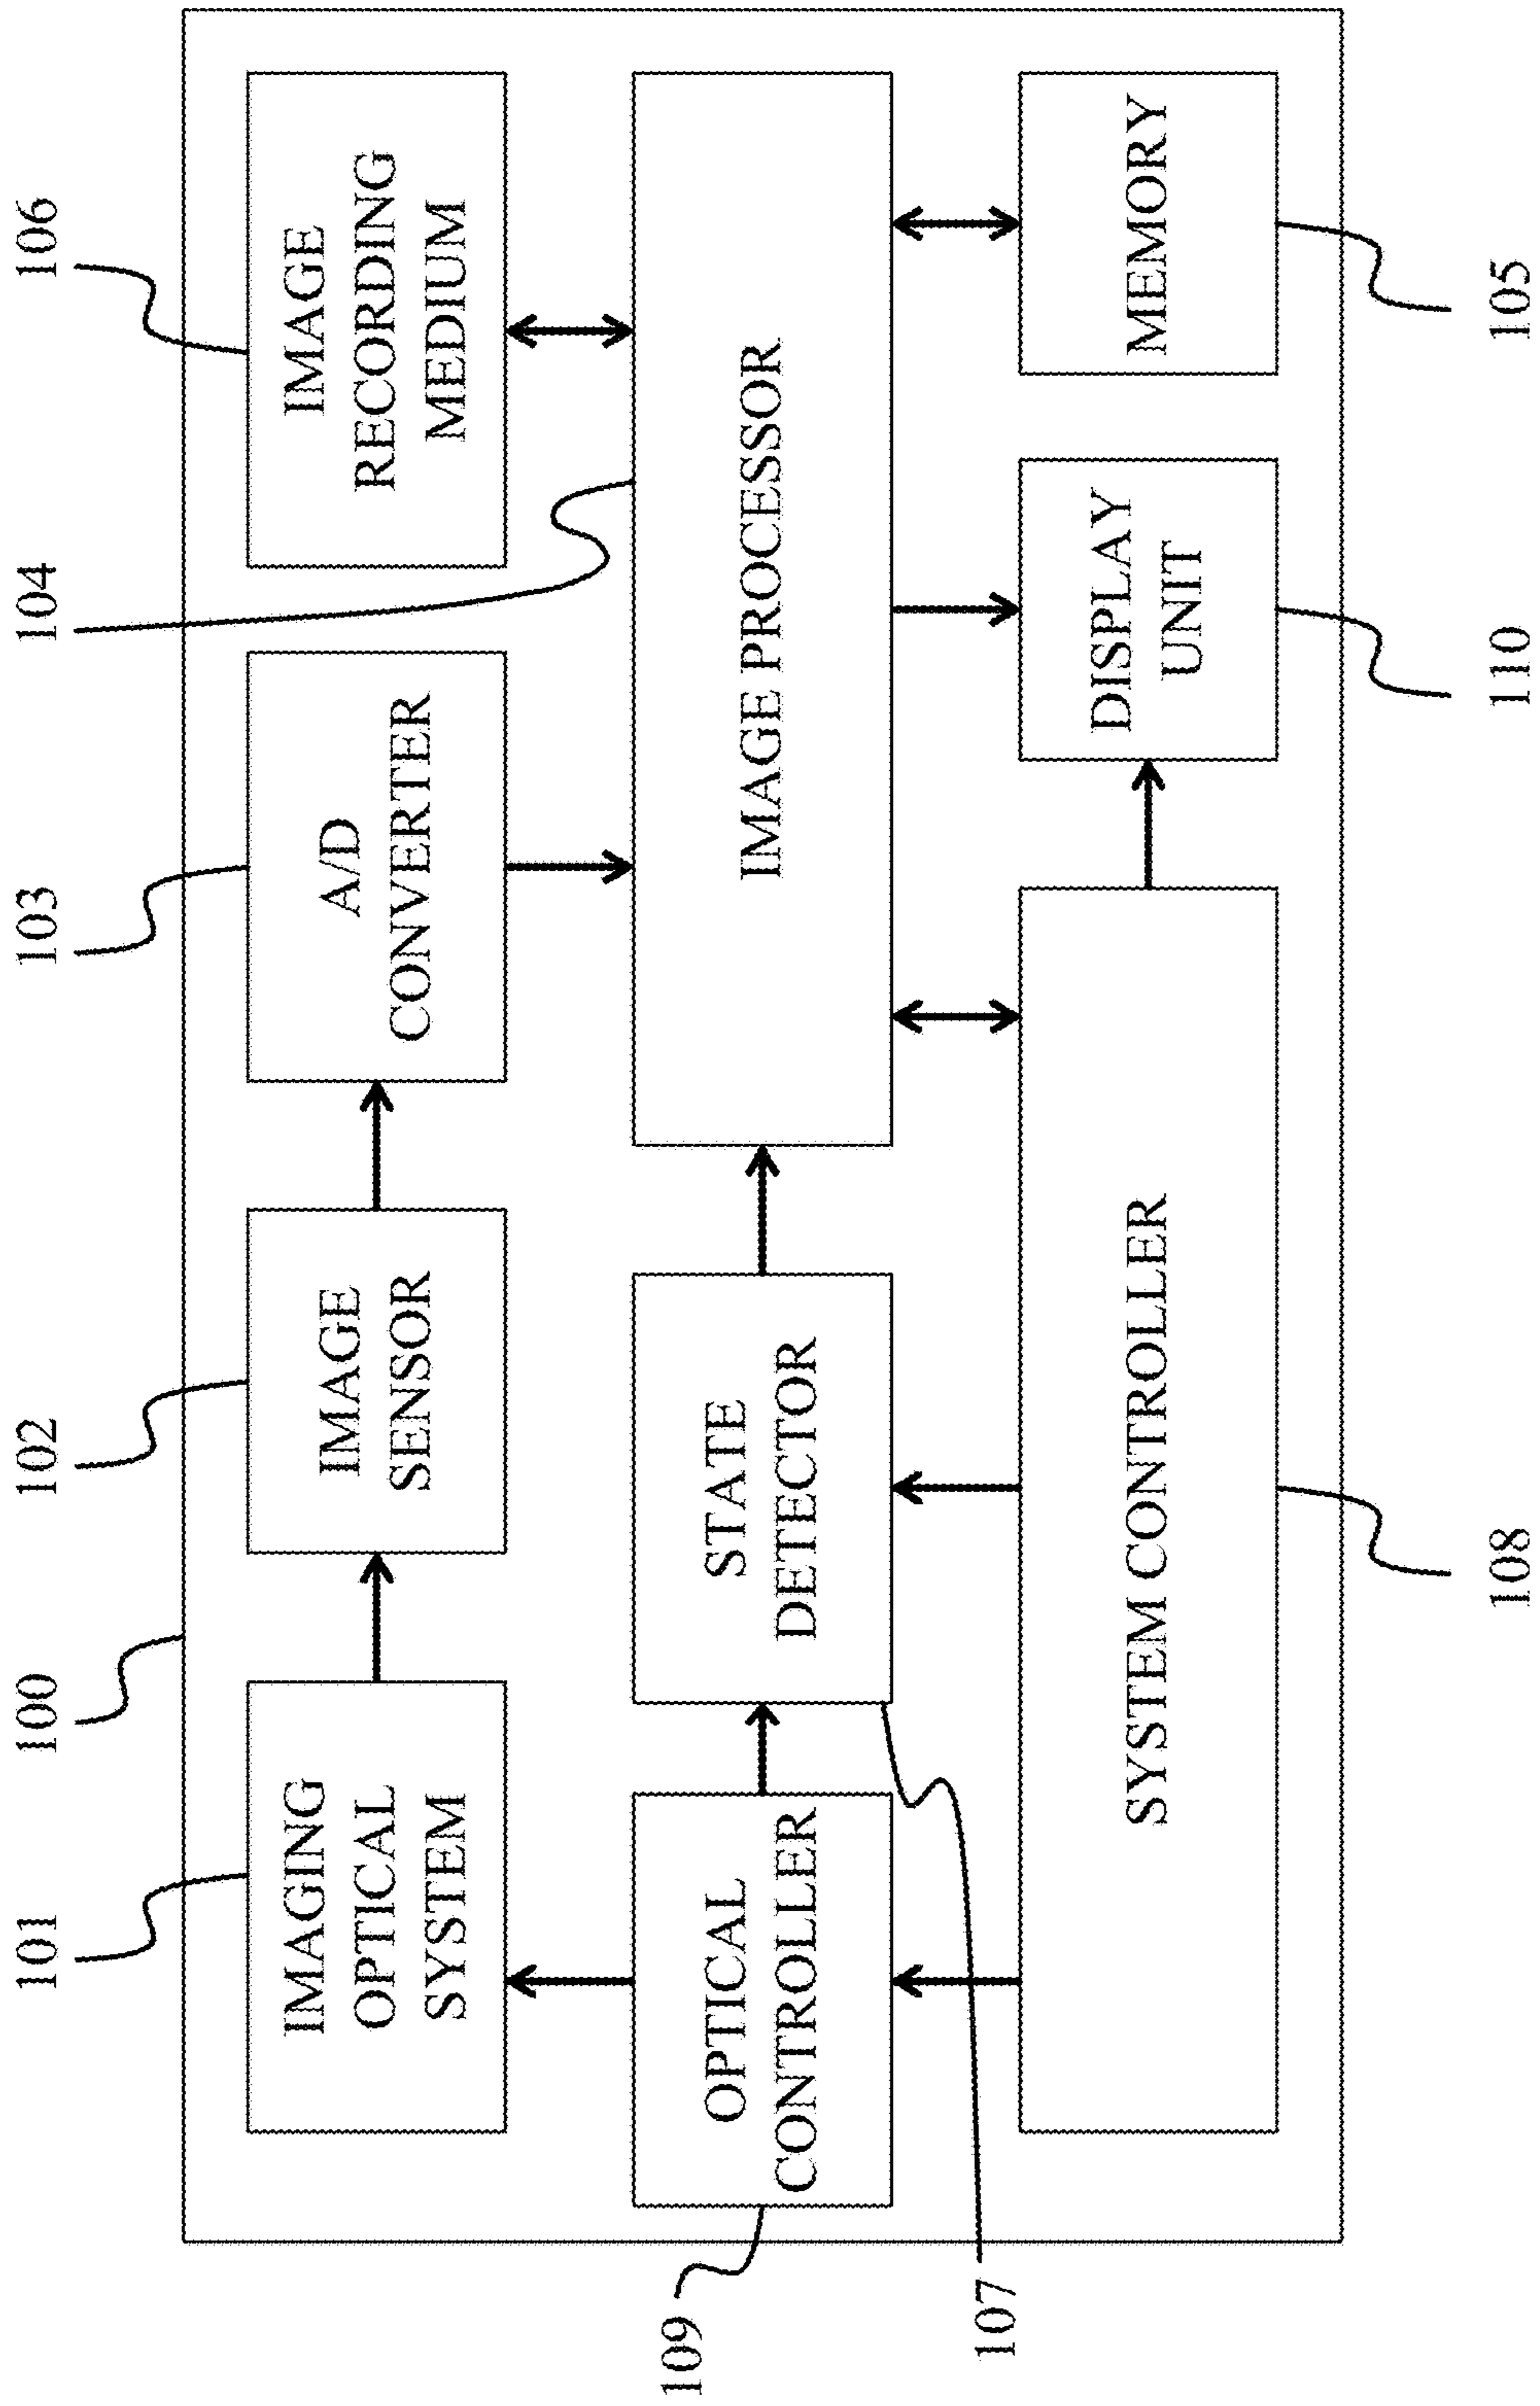 100
101
102
103
104
106
IMAGING
OPTICAL
SYSTEM
IMAGE
SENSOR
A/D
CONVERTER
IMAGE
RECORDING
MEDIUM
109
OPTICAL
CONTROLLER
STATE
DETECTOR
IMAGE PROCESSOR
107
SYSTEM CONTROLLER
DISPLAY
UNIT
MEMORY
108
110
105